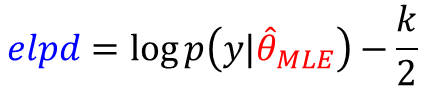 elpd = log p(y|θ̂_MLE) − k/2